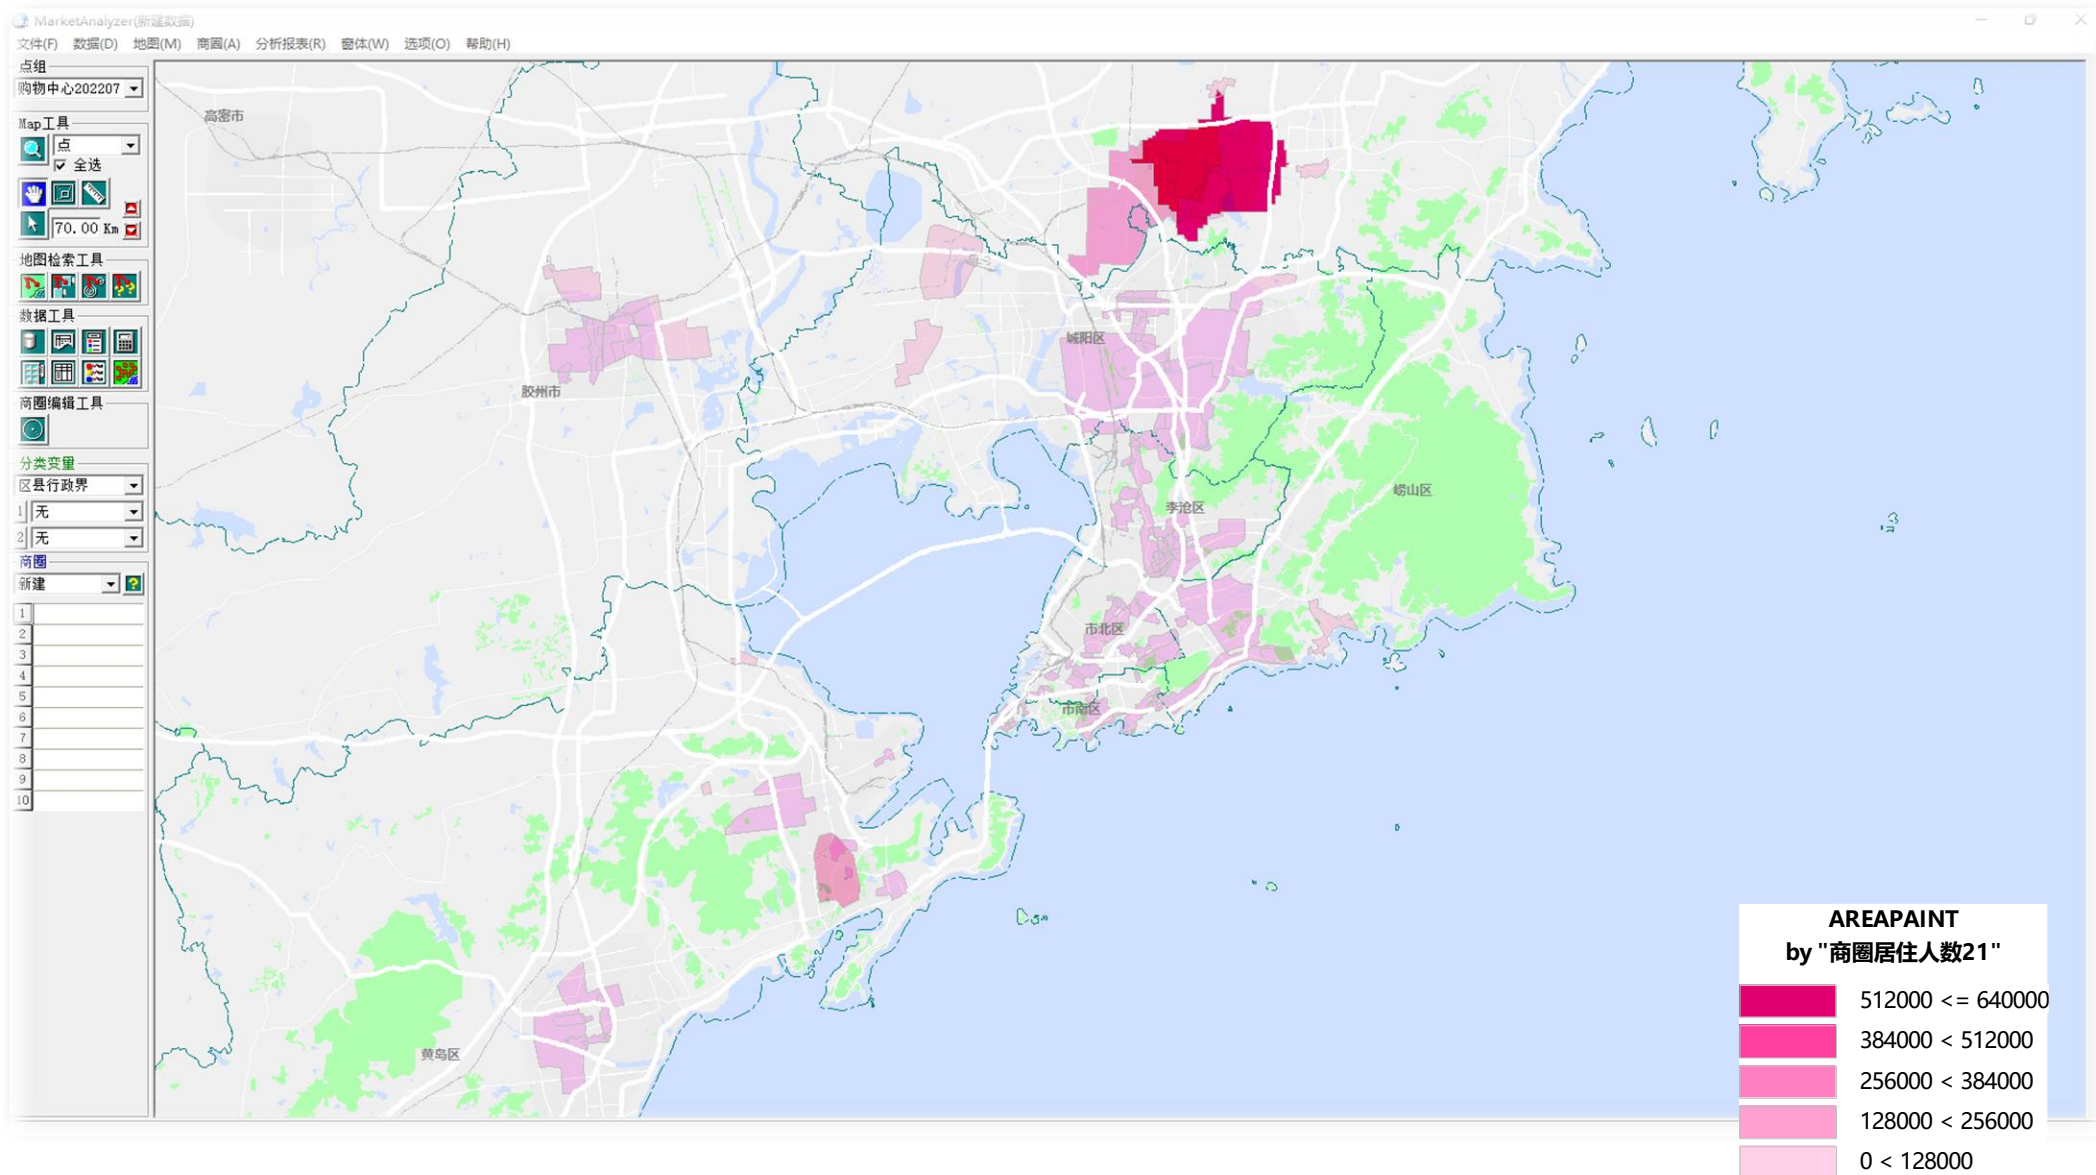 MarketAnalyzer(新建数据)
文件(F) 数据(D) 地图(M) 商圈(A) 分析报表(R) 窗体(W) 选项(O) 帮助(H)
点组
购物中心202207
Map工具
点
全选
70.00 Km
地图检索工具
数据工具
商圈编辑工具
分类变量
区县行政界
1 无
2 无
商圈
新建
1
2
3
4
5
6
7
8
9
10
高密市
城阳区
胶州市
崂山区
李沧区
市北区
市南区
黄岛区
AREAPAINT
by "商圈居住人数21"
512000 <= 640000
384000 < 512000
256000 < 384000
128000 < 256000
0 < 128000